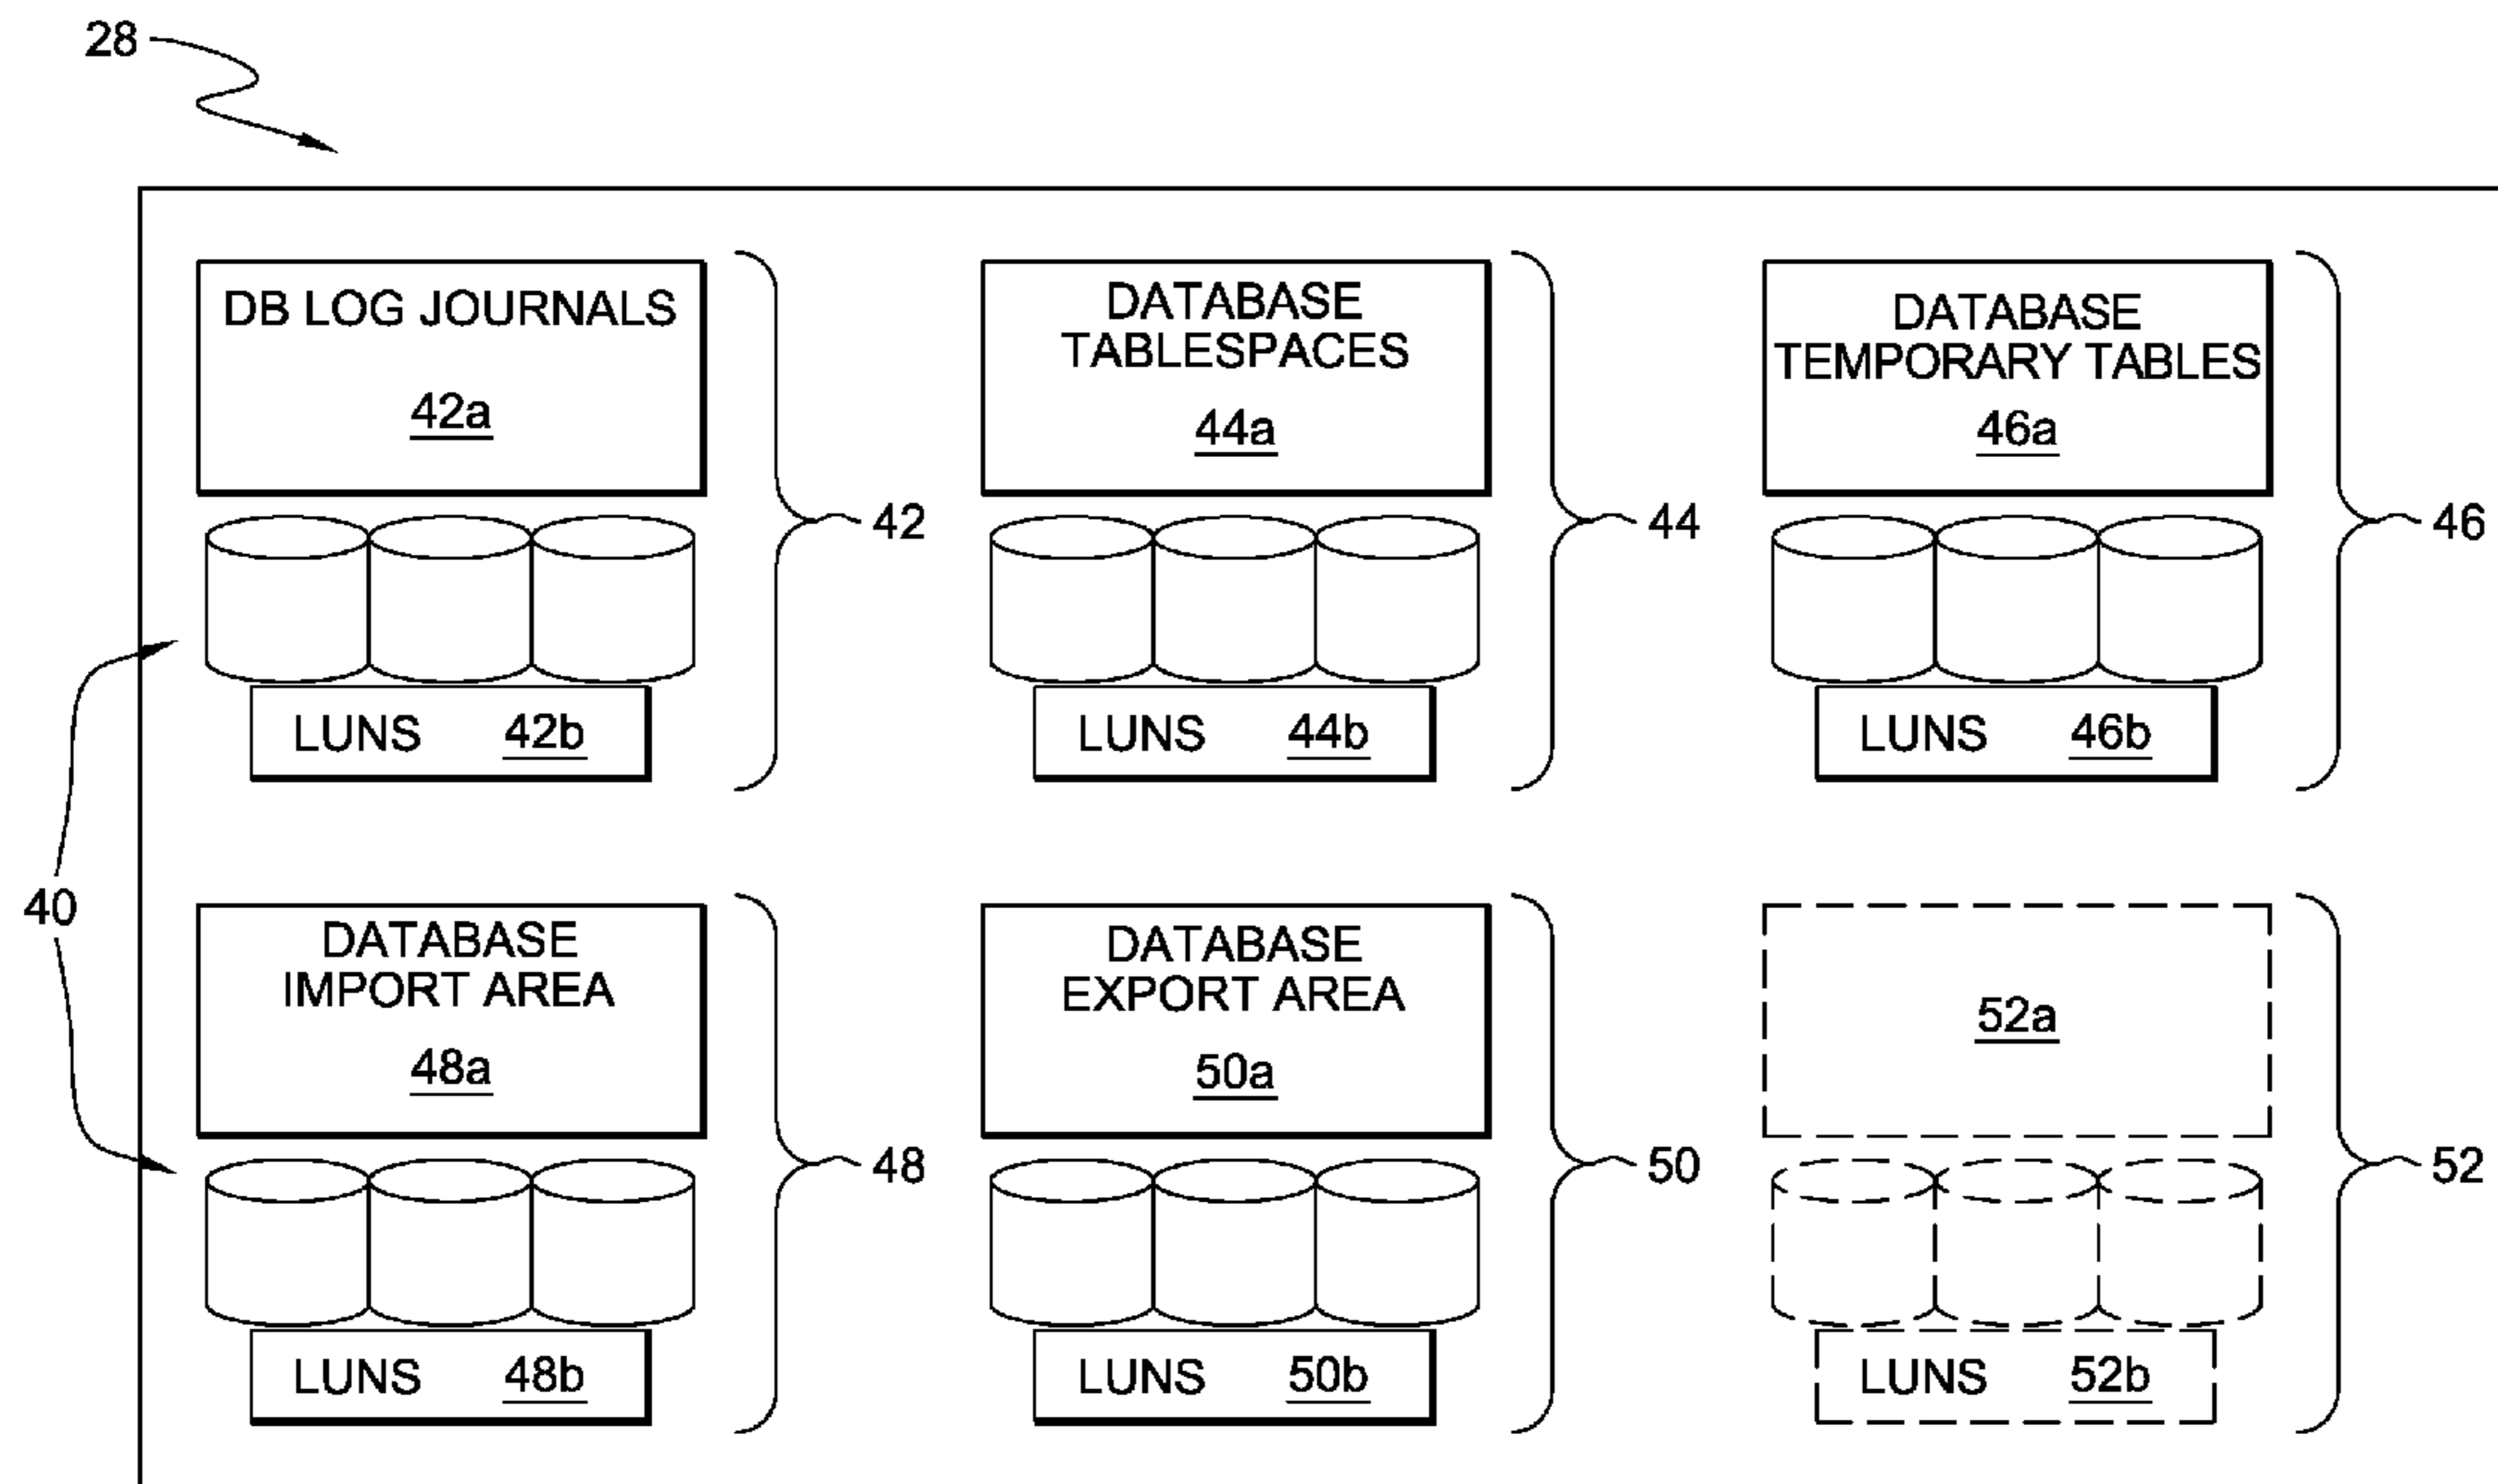 28
DB LOG JOURNALS
42a
LUNS 42b
42
DATABASE
TABLESPACES
44a
LUNS 44b
44
DATABASE
TEMPORARY TABLES
46a
LUNS 46b
46
40
DATABASE
IMPORT AREA
48a
LUNS 48b
48
DATABASE
EXPORT AREA
50a
LUNS 50b
50
52a
LUNS 52b
52